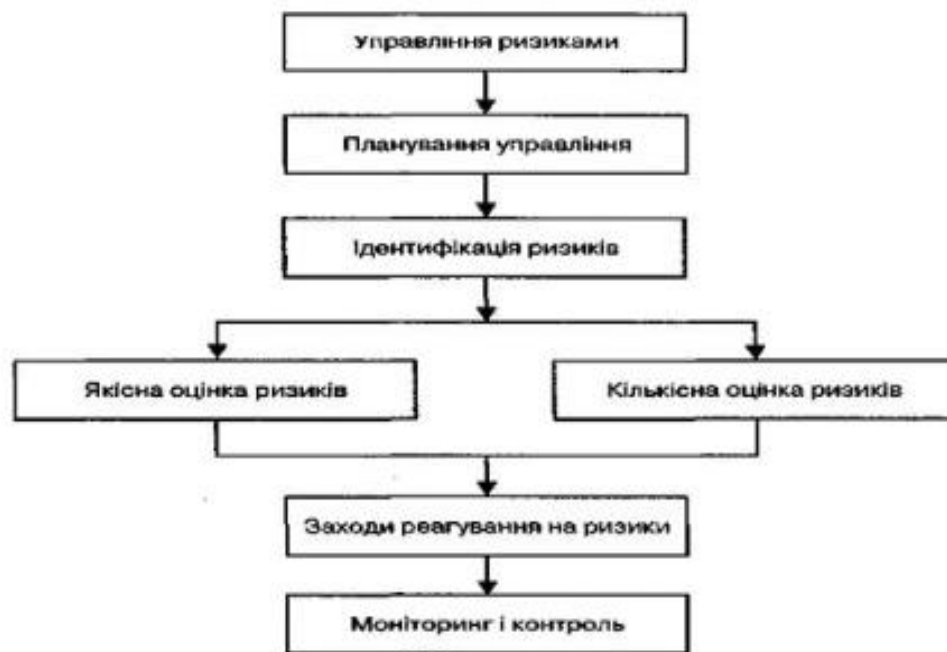 Управління ризиками
Планування управління
Ідентифікація ризиків
Якісна оцінка ризиків
Кількісна оцінка ризиків
Заходи реагування на ризики
Моніторинг і контроль